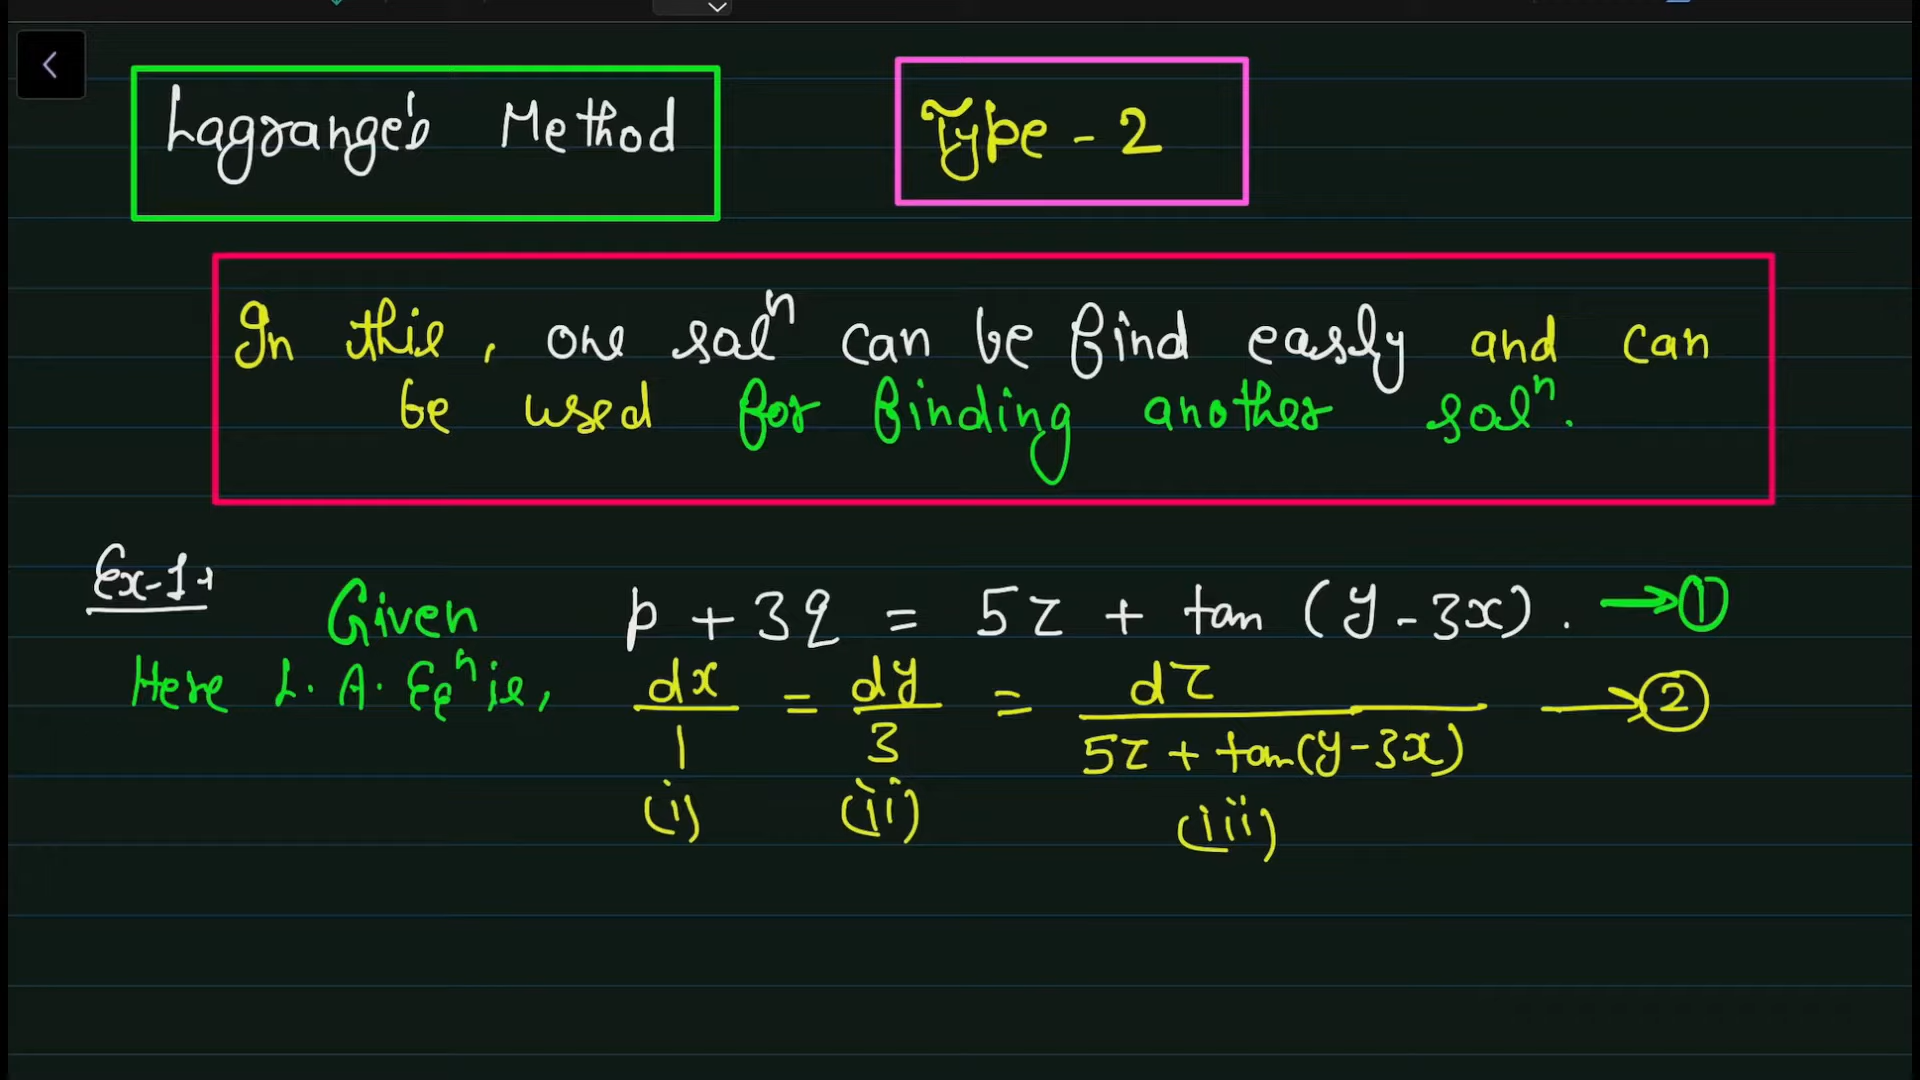 Lagrange's Method
Type - 2
In this, one solⁿ can be find easly and can
be used for finding another solⁿ.
Ex-1→ Given p + 3q = 5z + tan (y - 3x). → ①
Here L. A. Eqⁿ is, dx/1 = dy/3 = dz/(5z + tan(y-3x)) → ②
(i) (ii) (iii)